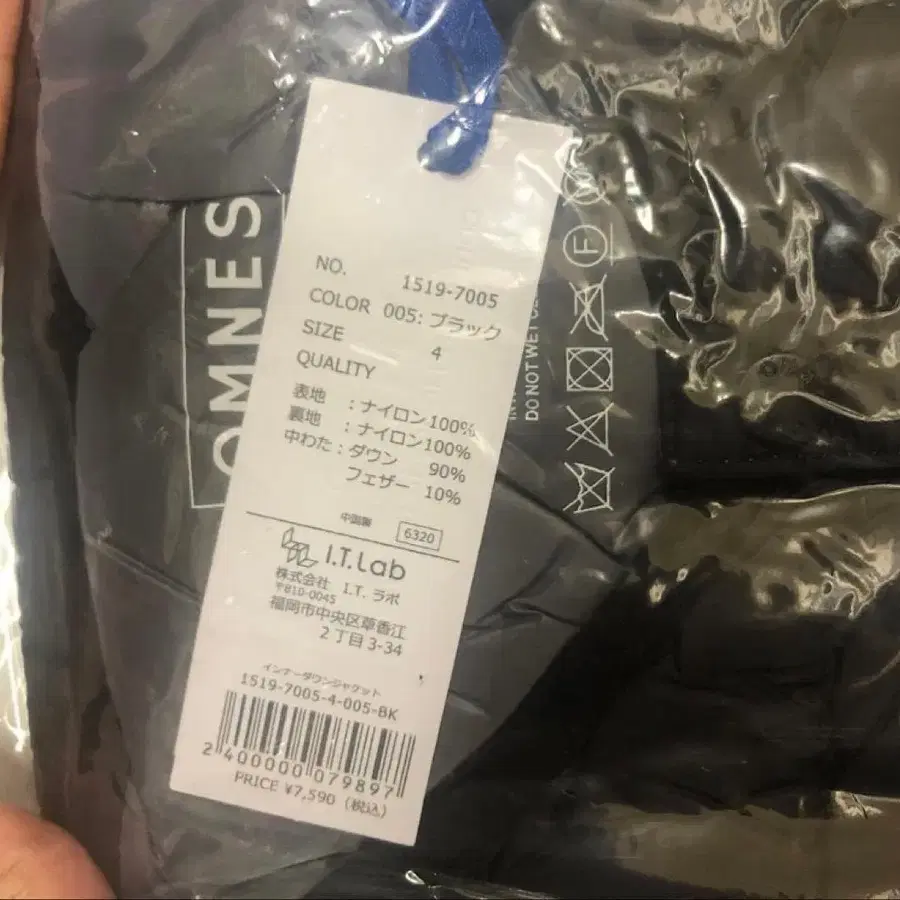 NO. 1519-7005
COLOR 005: ブラック
SIZE 4
QUALITY
表地 :ナイロン100%
裏地 :ナイロン100%
中わた:ダウン 90%
フェザー 10%
中国製 6320
I.T.Lab
株式会社 I.T. ラボ
〒810-0045
福岡市中央区草香江
2丁目3-34
インナーダウンジャケット
1519-7005-4-005-BK
2 400000 079897
PRICE ¥7,590 (税込)
OMNES
DO NOT WET
F